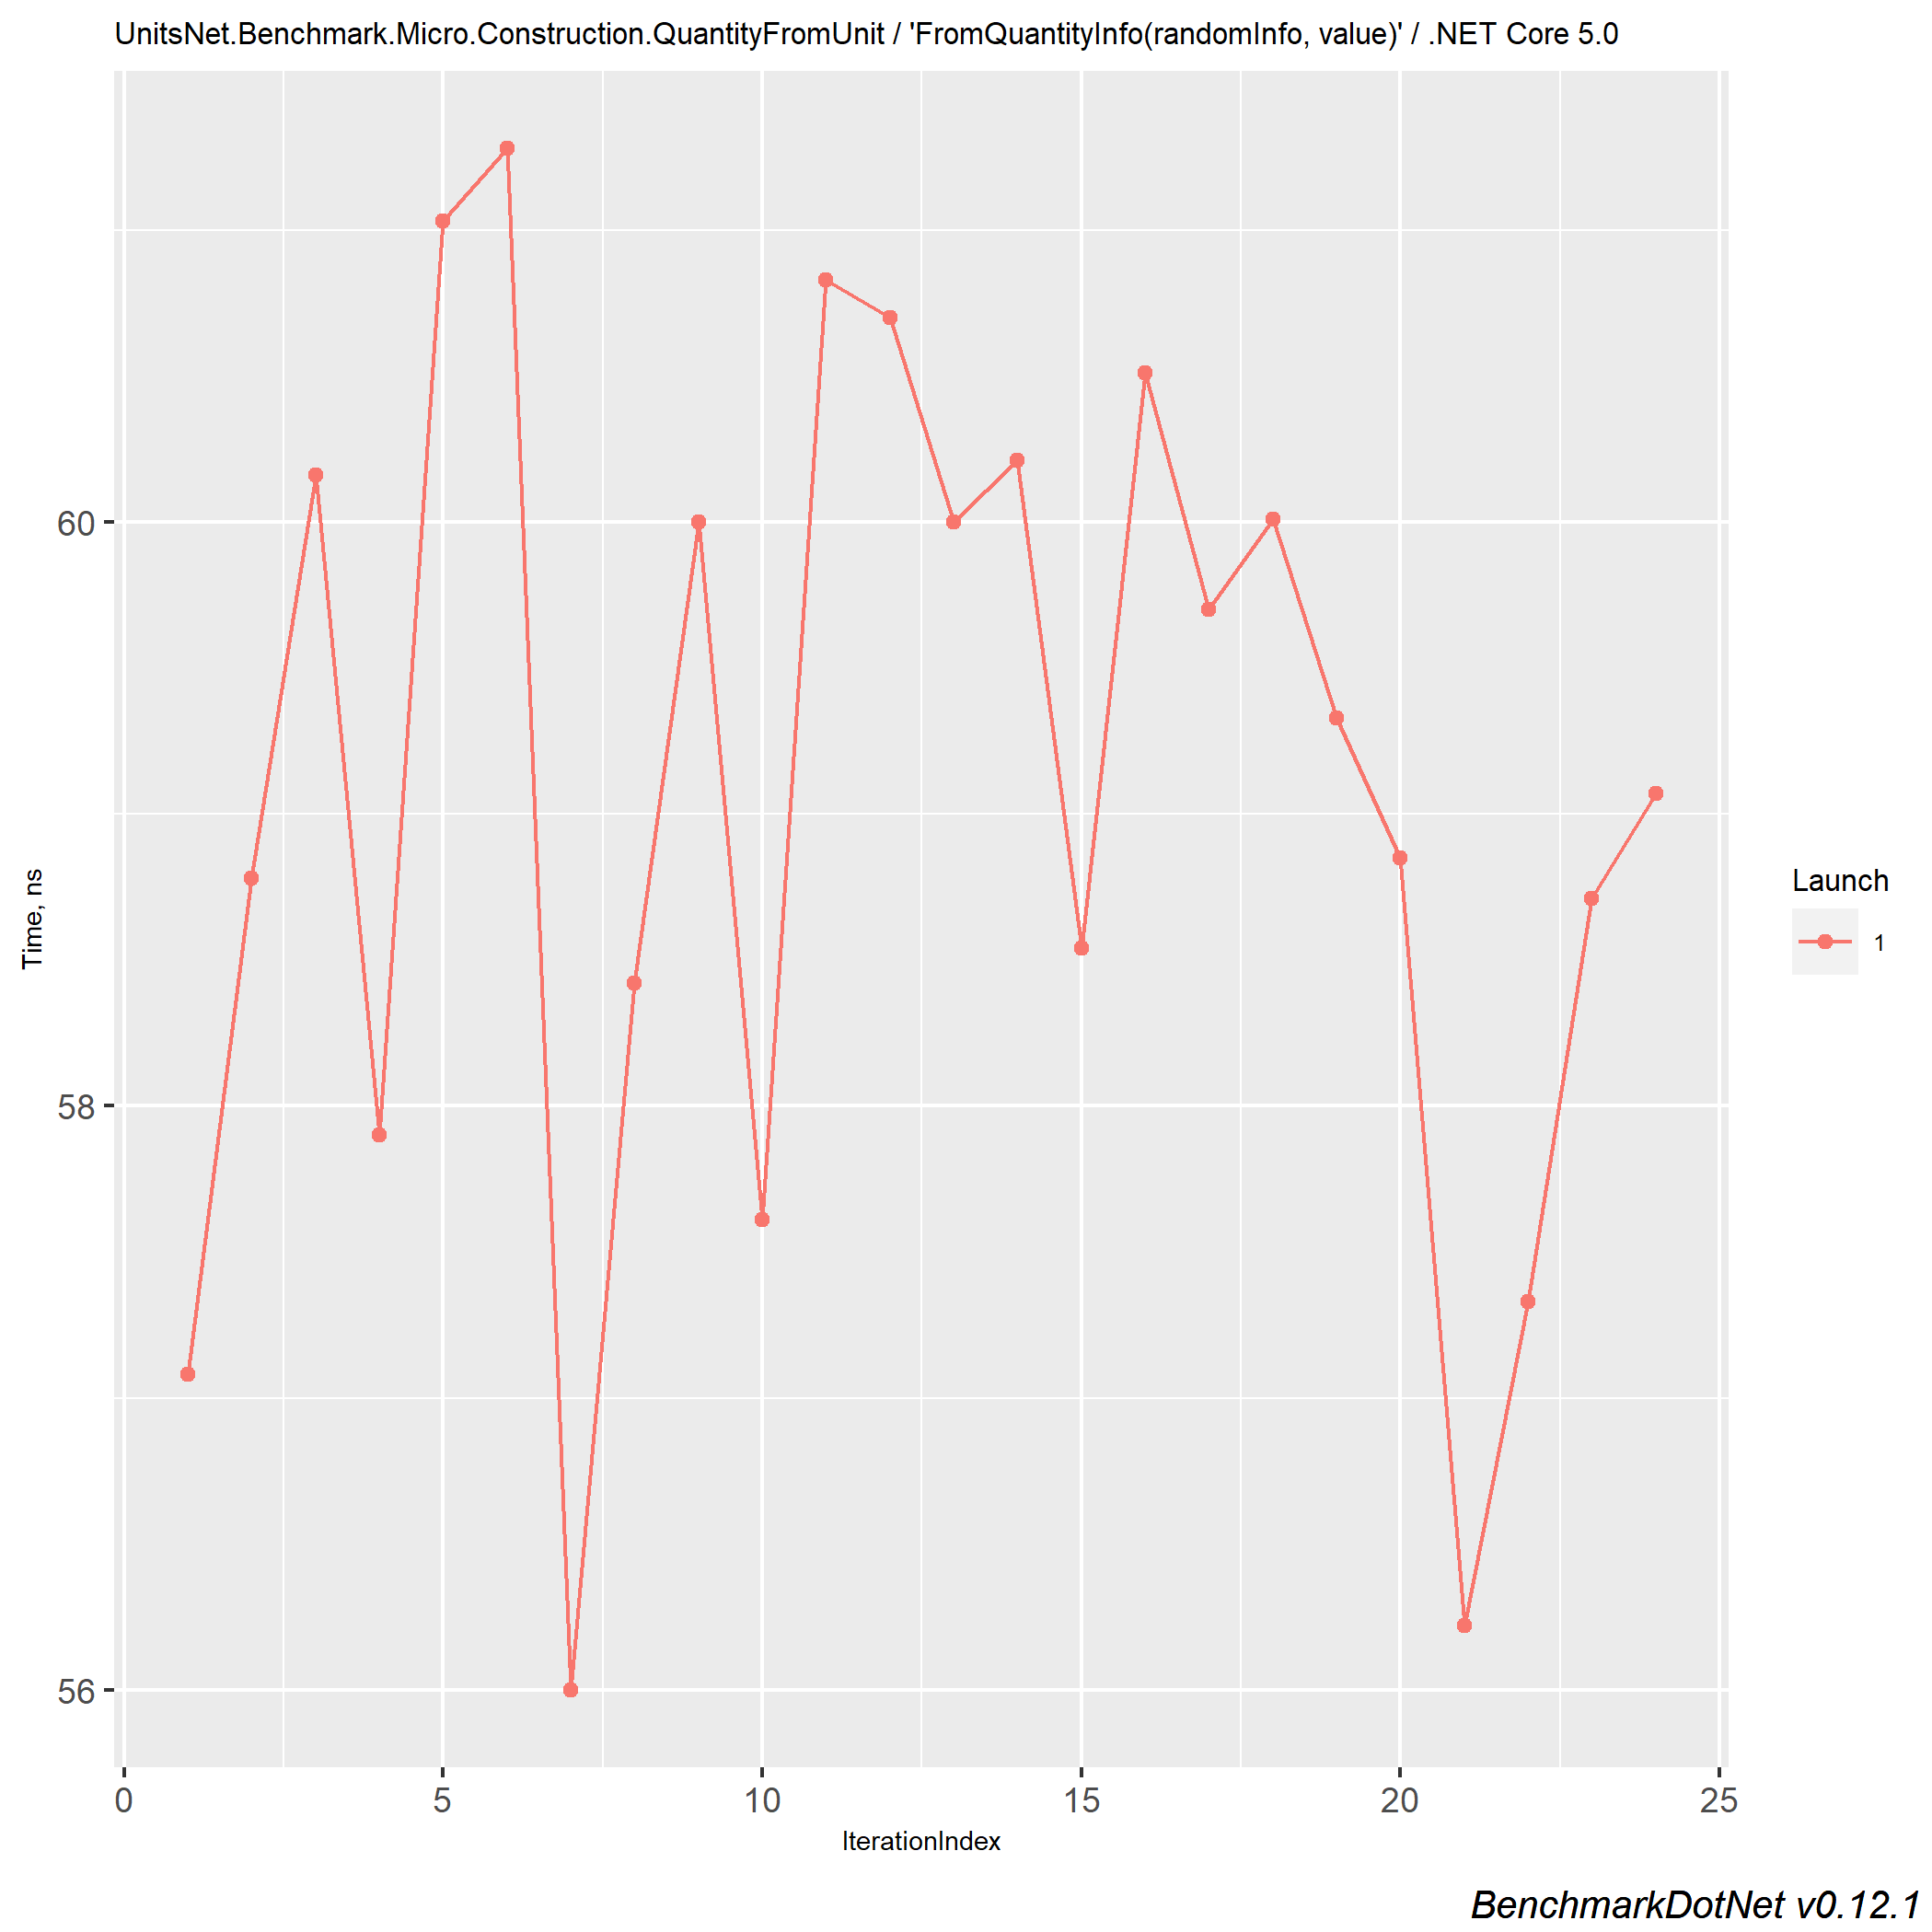 UnitsNet.Benchmark.Micro.Construction.QuantityFromUnit / 'FromQuantityInfo(randomInfo, value)' / .NET Core 5.0
60
58
56
Time, ns
0 5 10 15 20 25
IterationIndex
Launch
1
BenchmarkDotNet v0.12.1